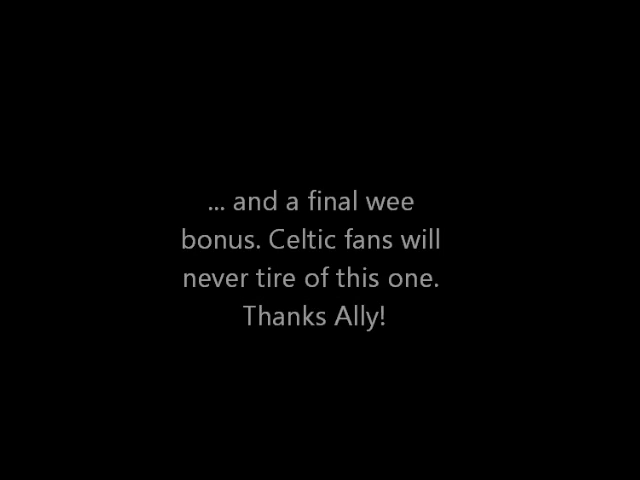 ... and a final wee
bonus. Celtic fans will
never tire of this one.
Thanks Ally!